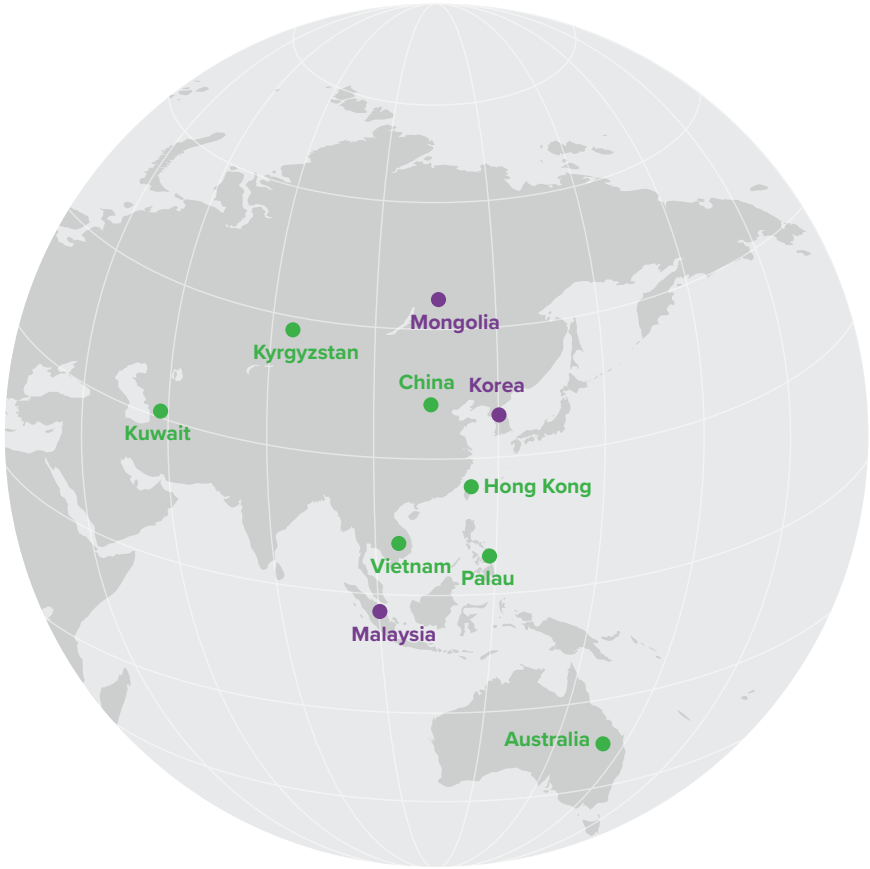 Mongolia
Kyrgyzstan
China
Korea
Kuwait
Hong Kong
Vietnam
Palau
Malaysia
Australia